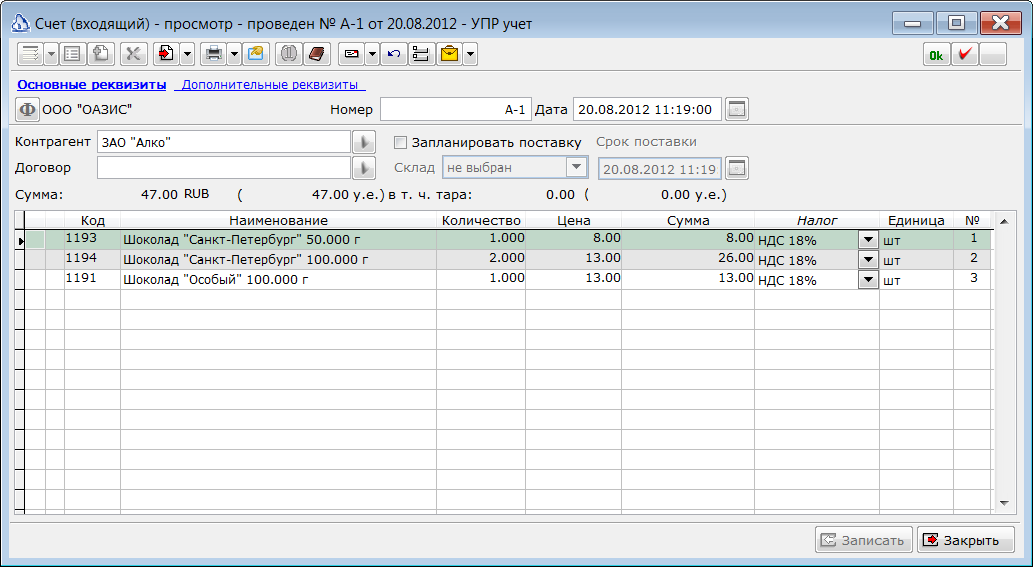 Счет (входящий) - просмотр - проведен № А-1 от 20.08.2012 - УПР учет
Ok
Основные реквизиты Дополнительные реквизиты
Ф ООО "ОАЗИС" Номер А-1 Дата 20.08.2012 11:19:00
Контрагент ЗАО "Алко" Запланировать поставку Срок поставки
Договор Склад не выбран 20.08.2012 11:19
Сумма: 47.00 RUB ( 47.00 у.е.) в т. ч. тара: 0.00 ( 0.00 у.е.)
Код Наименование Количество Цена Сумма Налог Единица №
1193 Шоколад "Санкт-Петербург" 50.000 г 1.000 8.00 8.00 НДС 18% шт 1
1194 Шоколад "Санкт-Петербург" 100.000 г 2.000 13.00 26.00 НДС 18% шт 2
1191 Шоколад "Особый" 100.000 г 1.000 13.00 13.00 НДС 18% шт 3
Записать Закрыть